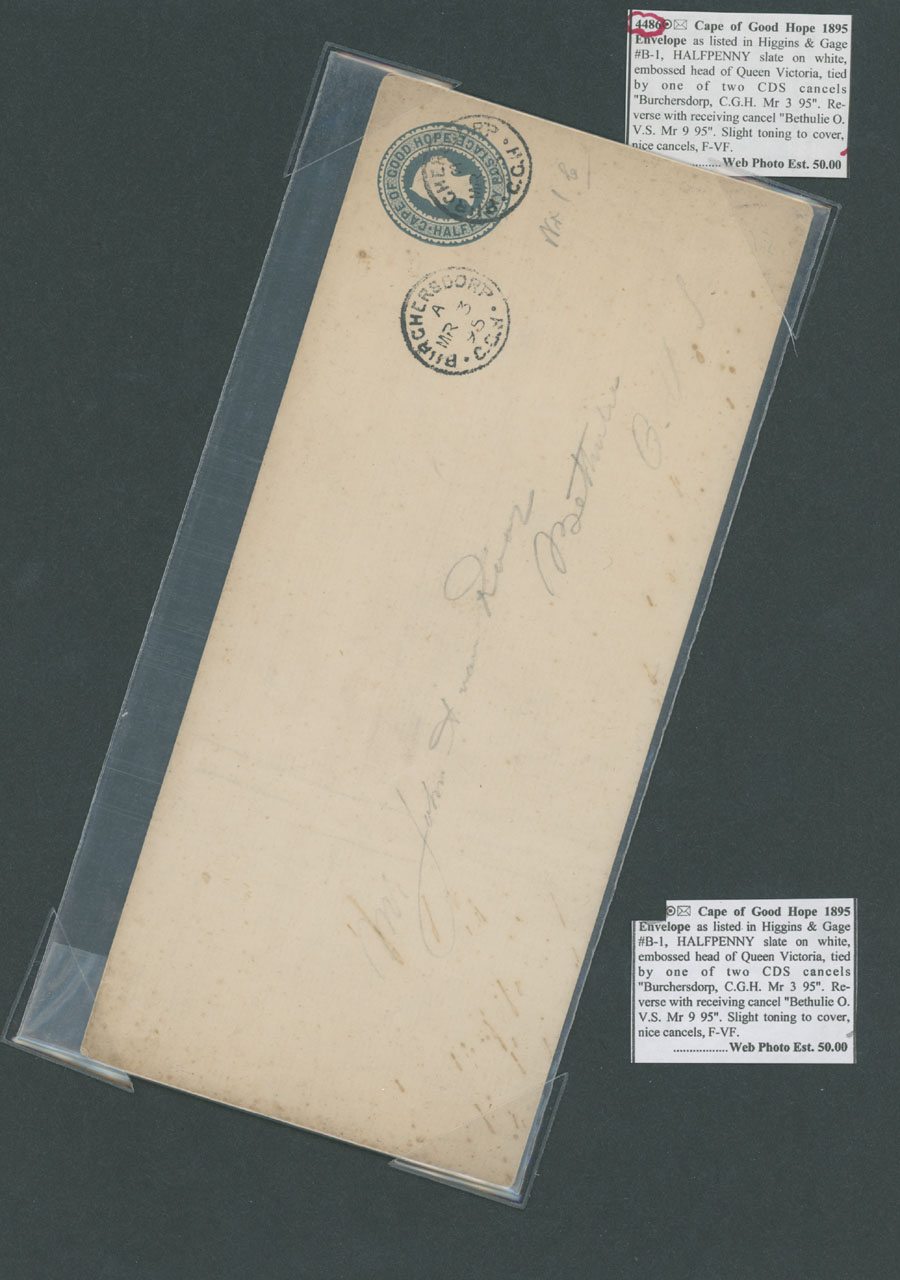 4486 Cape of Good Hope 1895
Envelope as listed in Higgins & Gage
#B-1, HALFPENNY slate on white,
embossed head of Queen Victoria, tied
by one of two CDS cancels
"Burchersdorp, C.G.H. Mr 3 95". Re-
verse with receiving cancel "Bethulie O.
V.S. Mr 9 95". Slight toning to cover,
nice cancels, F-VF.
..........Web Photo Est. 50.00
CAPE OF GOOD HOPE POSTAGE HALF
BURGHERSDORP · C.G.H. ·
A
MR 3
95
Mr John
van
Bethulie
O. V. S.
Cape of Good Hope 1895
Envelope as listed in Higgins & Gage
#B-1, HALFPENNY slate on white,
embossed head of Queen Victoria, tied
by one of two CDS cancels
"Burchersdorp, C.G.H. Mr 3 95". Re-
verse with receiving cancel "Bethulie O.
V.S. Mr 9 95". Slight toning to cover,
nice cancels, F-VF.
..................Web Photo Est. 50.00